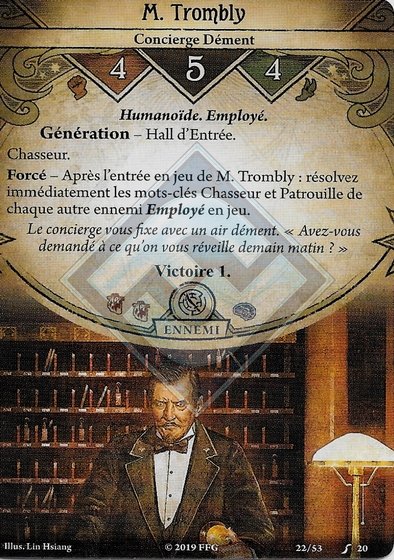 M. Trombly
Concierge Dément
4 5 4
Humanoïde. Employé.
Génération – Hall d'Entrée.
Chasseur.
Forcé – Après l'entrée en jeu de M. Trombly : résolvez
immédiatement les mots-clés Chasseur et Patrouille de
chaque autre ennemi Employé en jeu.
Le concierge vous fixe avec un air dément. « Avez-vous
demandé à ce qu'on vous réveille demain matin ? »
Victoire 1.
ENNEMI
Illus. Lin Hsiang
© 2019 FFG
22/53
20